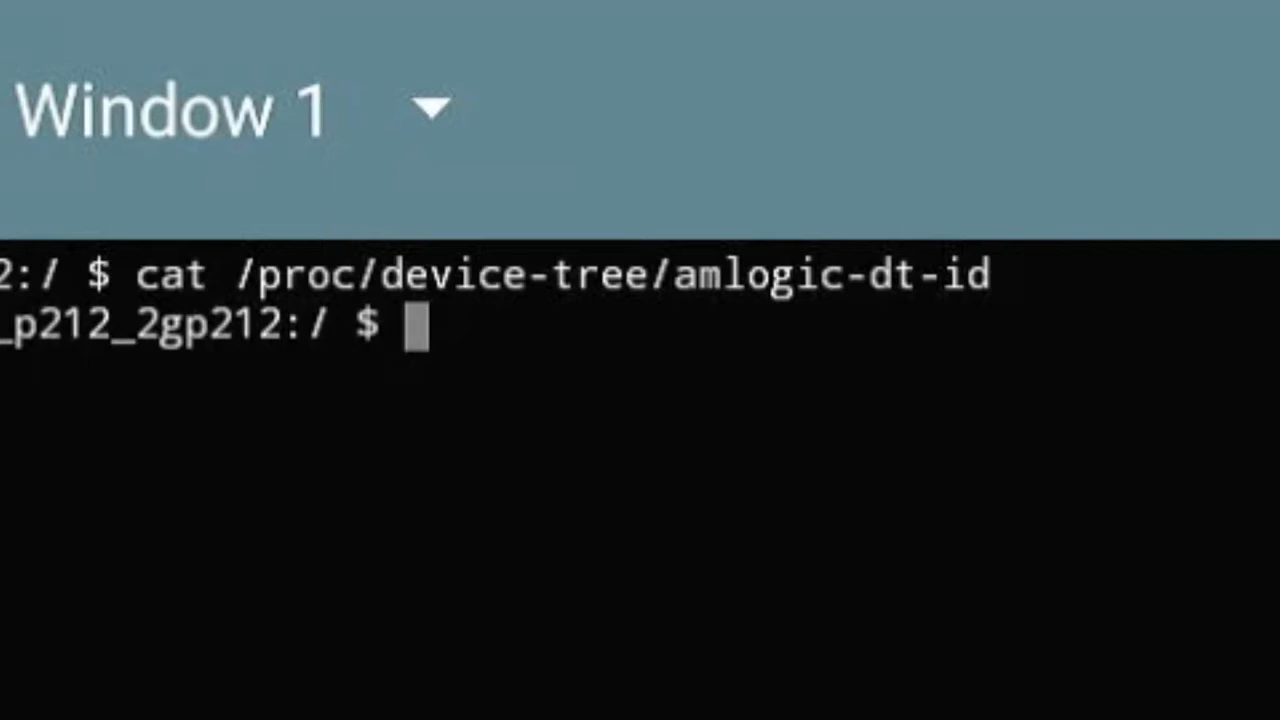 Window 1
2:/ $ cat /proc/device-tree/amlogic-dt-id
_p212_2gp212:/ $